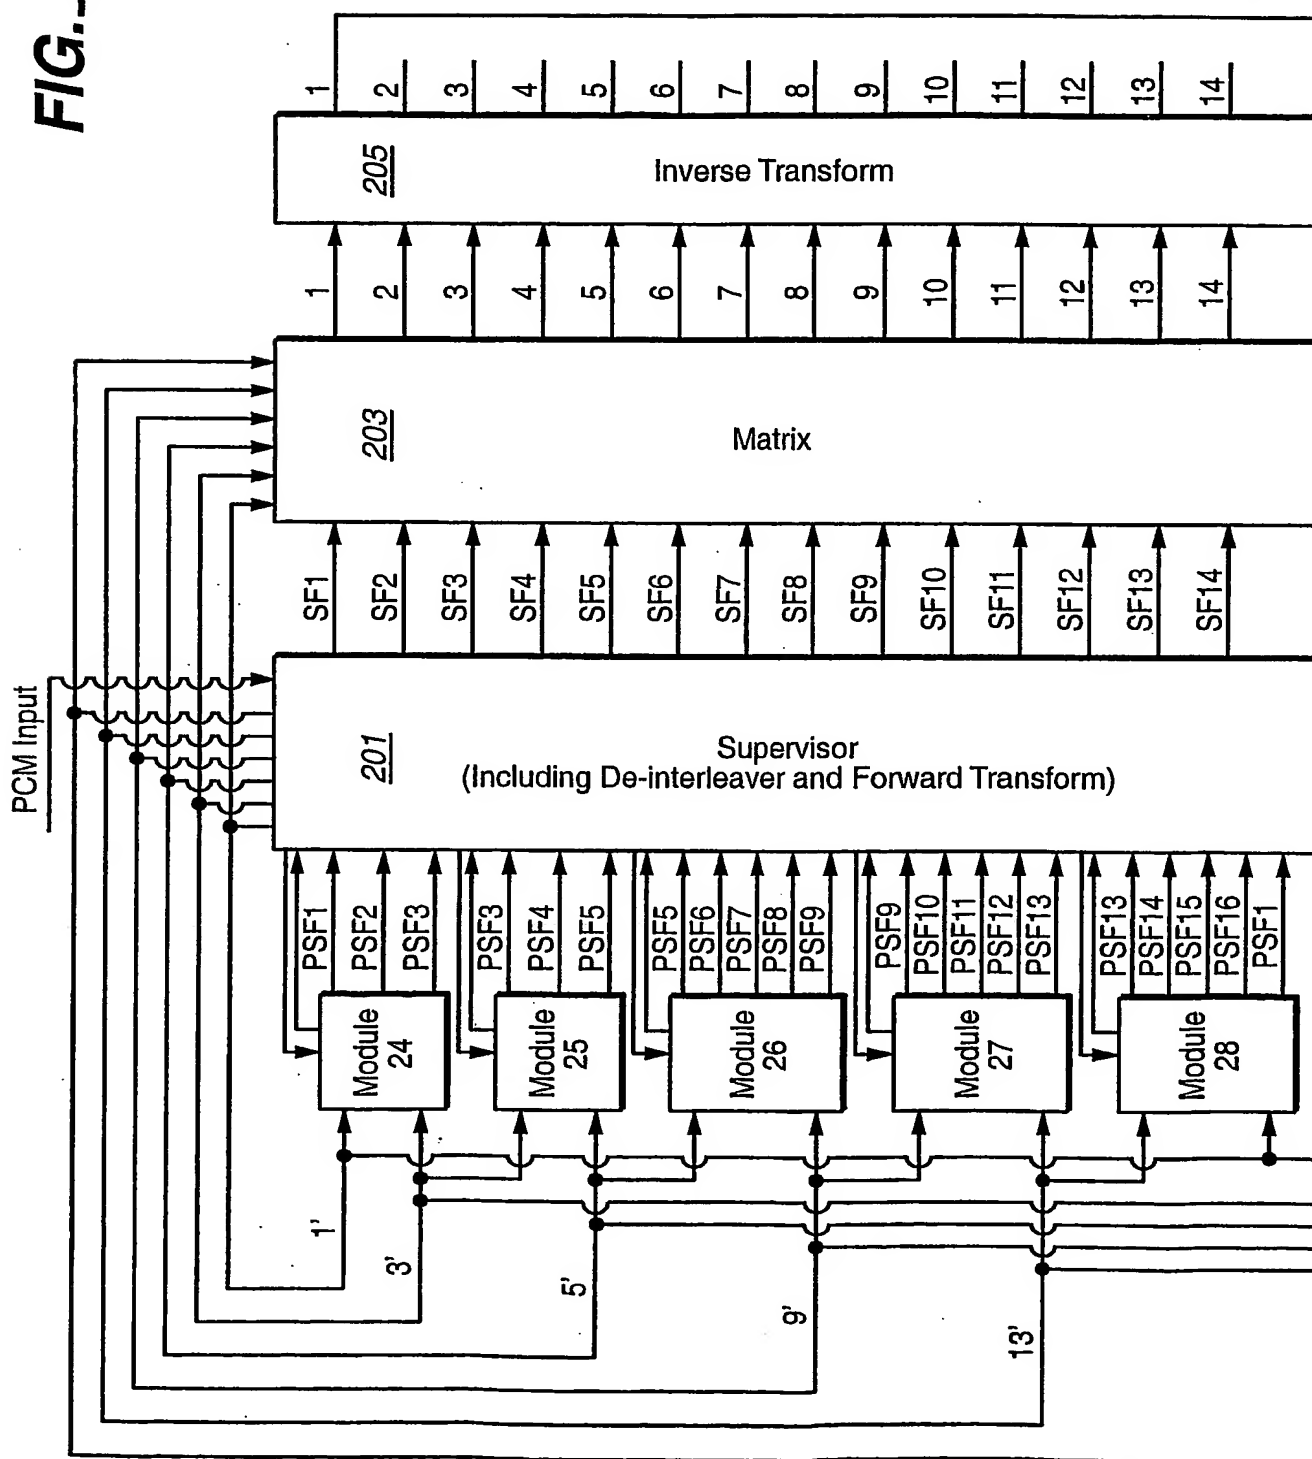 FIG.
1
2
3
4
5
6
7
8
9
10
11
12
13
14
205
Inverse Transform
1
2
3
4
5
6
7
8
9
10
11
12
13
14
203
Matrix
SF1
SF2
SF3
SF4
SF5
SF6
SF7
SF8
SF9
SF10
SF11
SF12
SF13
SF14
PCM Input
201
Supervisor
(Including De-interleaver and Forward Transform)
PSF1
PSF2
PSF3
PSF3
PSF4
PSF5
PSF5
PSF6
PSF7
PSF8
PSF9
PSF9
PSF10
PSF11
PSF12
PSF13
PSF13
PSF14
PSF15
PSF16
PSF1
Module
24
Module
25
Module
26
Module
27
Module
28
1'
3'
5'
9'
13'